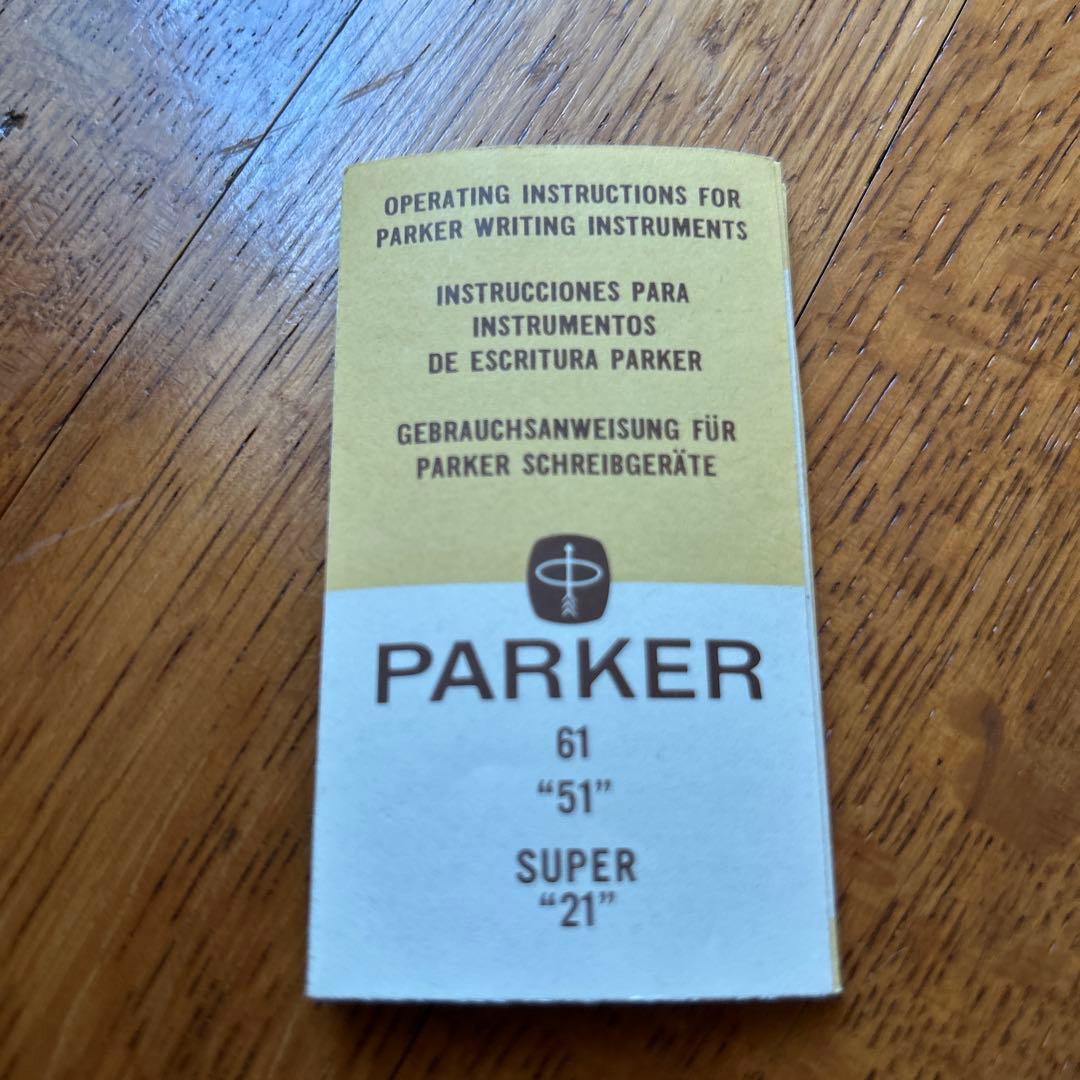 OPERATING INSTRUCTIONS FOR
PARKER WRITING INSTRUMENTS
INSTRUCCIONES PARA
INSTRUMENTOS
DE ESCRITURA PARKER
GEBRAUCHSANWEISUNG FÜR
PARKER SCHREIBGERÄTE
PARKER
61
“51”
SUPER
“21”